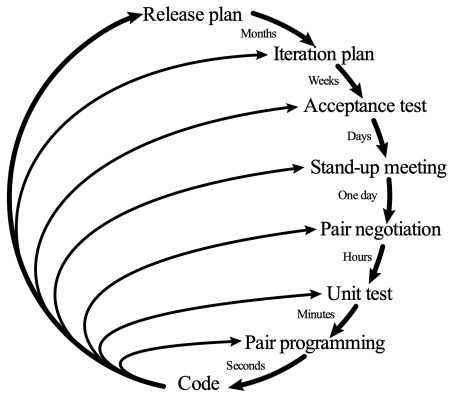 Release plan
Months
Iteration plan
Weeks
Acceptance test
Days
Stand-up meeting
One day
Pair negotiation
Hours
Unit test
Minutes
Pair programming
Seconds
Code